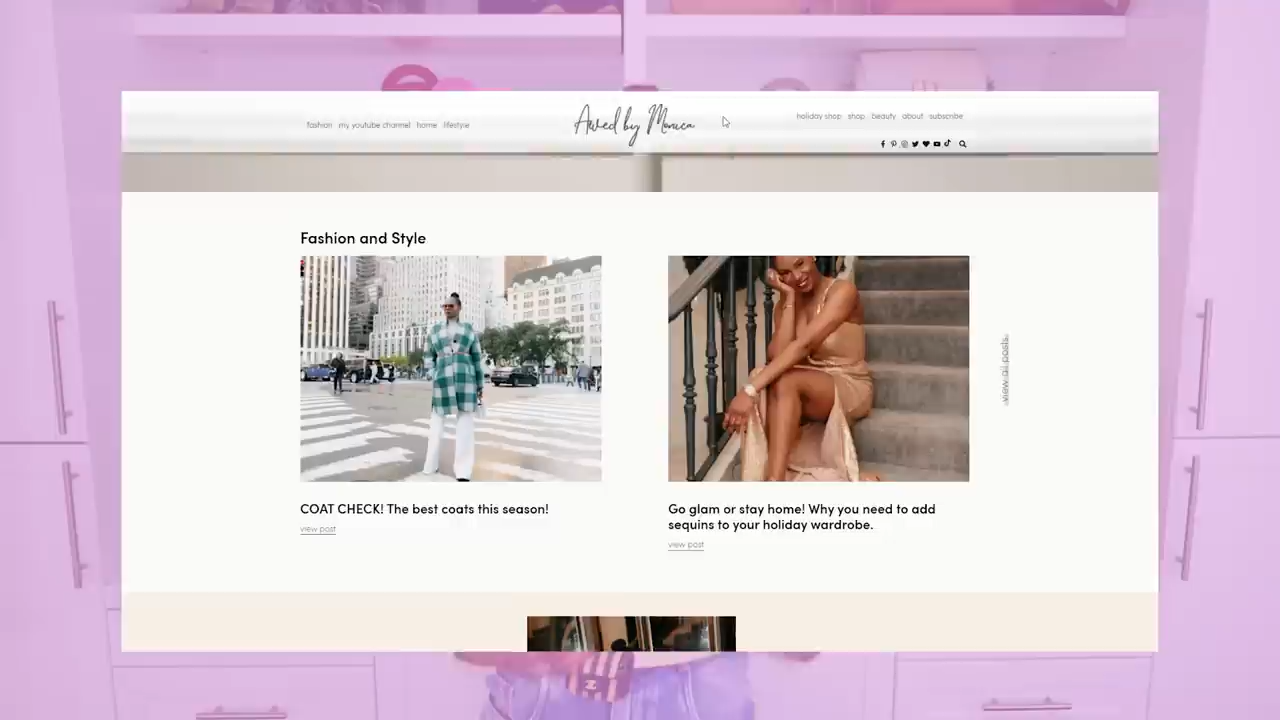 fashion my youtube channel home lifestyle
Awed by Monica
holiday shop shop beauty about subscribe
Fashion and Style
view all posts
COAT CHECK! The best coats this season!
view post
Go glam or stay home! Why you need to add
sequins to your holiday wardrobe.
view post